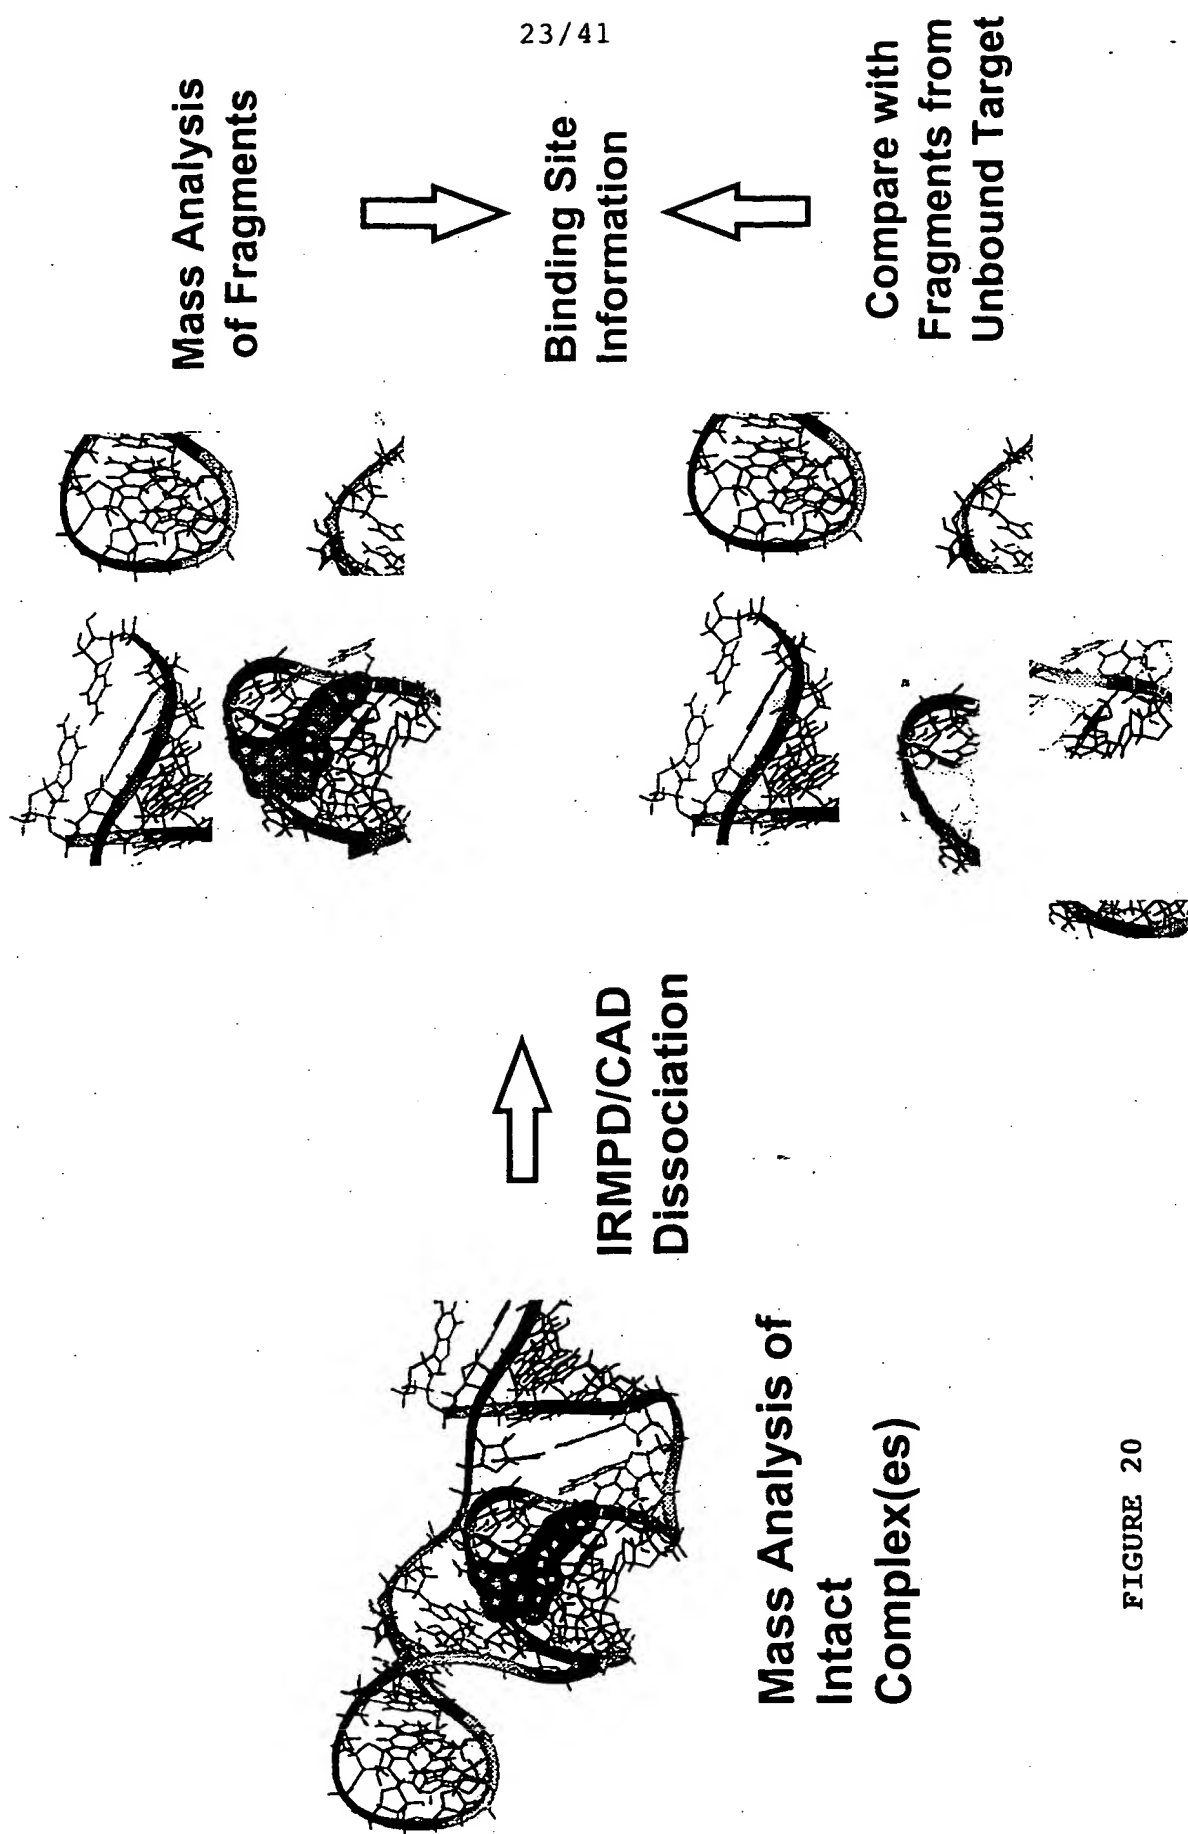 23/41
Mass Analysis of
Intact
Complex(es)
IRMPD/CAD
Dissociation
Mass Analysis
of Fragments
Binding Site
Information
Compare with
Fragments from
Unbound Target
FIGURE 20